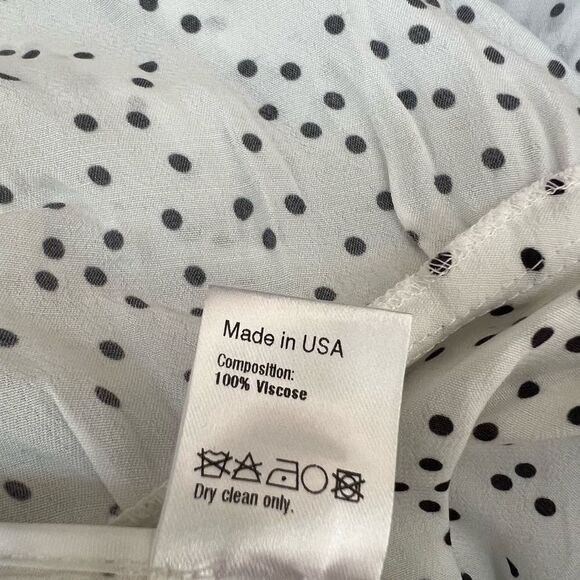 Made in USA
Composition:
100% Viscose
Dry clean only.